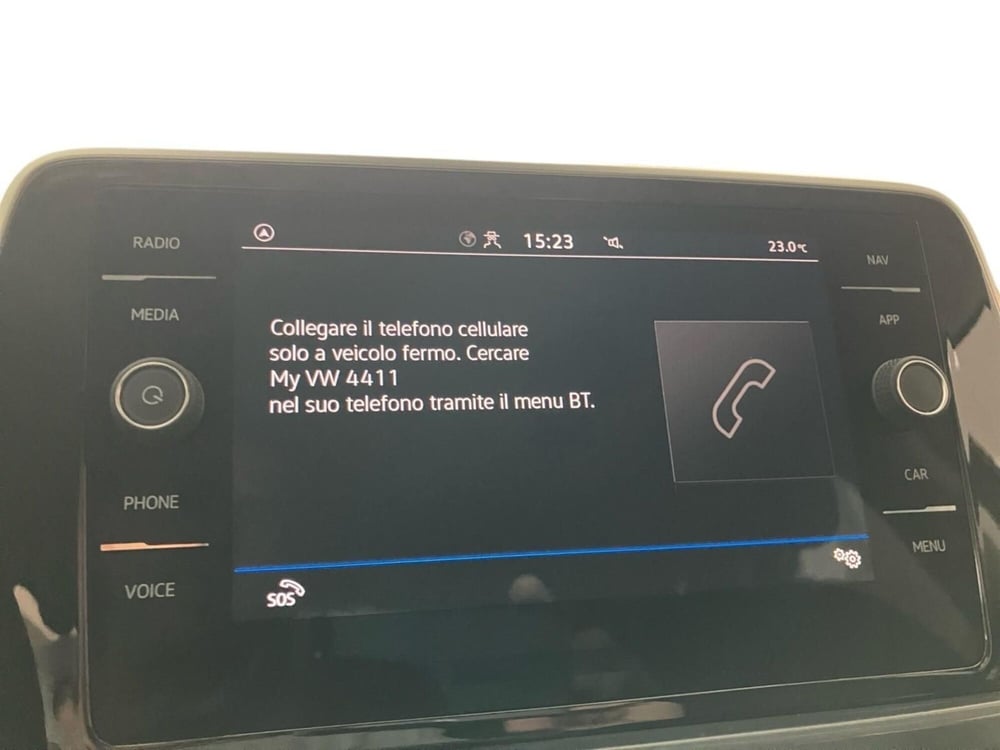 RADIO
MEDIA
PHONE
VOICE
15:23
23.0°C
Collegare il telefono cellulare
solo a veicolo fermo. Cercare
My VW 4411
nel suo telefono tramite il menu BT.
SOS
NAV
APP
CAR
MENU